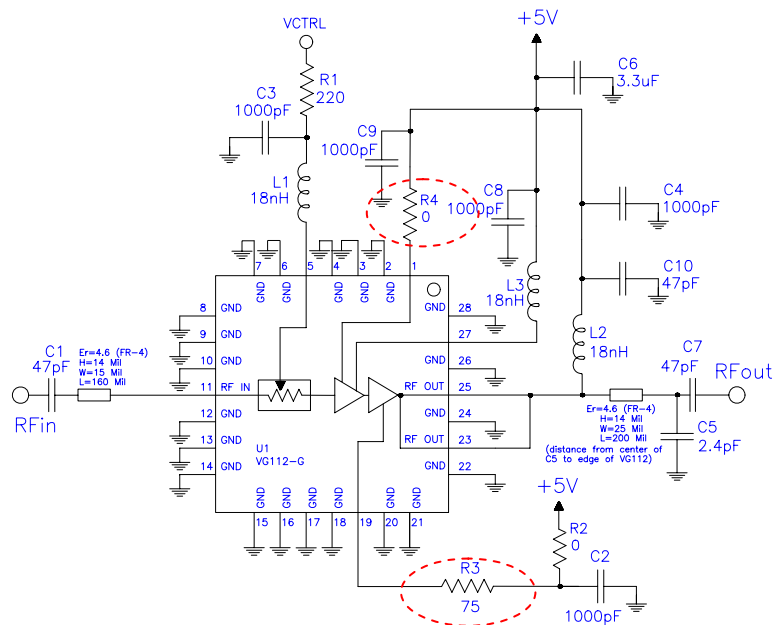 +5V
VCTRL
C6
3.3uF
R1
220
C3
1000pF
C9
1000pF
L1
18nH
R4
0
C8
1000pF
C4
1000pF
C10
47pF
L3
18nH
L2
18nH
7
6
5
4
3
2
1
GND
GND
GND
GND
GND
GND
8
GND
9
GND
10
GND
11
RF IN
12
GND
13
GND
14
GND
GND
28
27
GND
26
RF OUT
25
GND
24
RF OUT
23
GND
22
U1
VG112-G
C1
47pF
Er=4.6 (FR-4)
H=14 Mil
W=15 Mil
L=160 Mil
RFin
C7
47pF
RFout
Er=4.6 (FR-4)
H=14 Mil
W=25 Mil
L=200 Mil
(distance from center of
C5 to edge of VG112)
C5
2.4pF
GND
GND
GND
GND
GND
GND
15
16
17
18
19
20
21
+5V
R2
0
R3
75
C2
1000pF